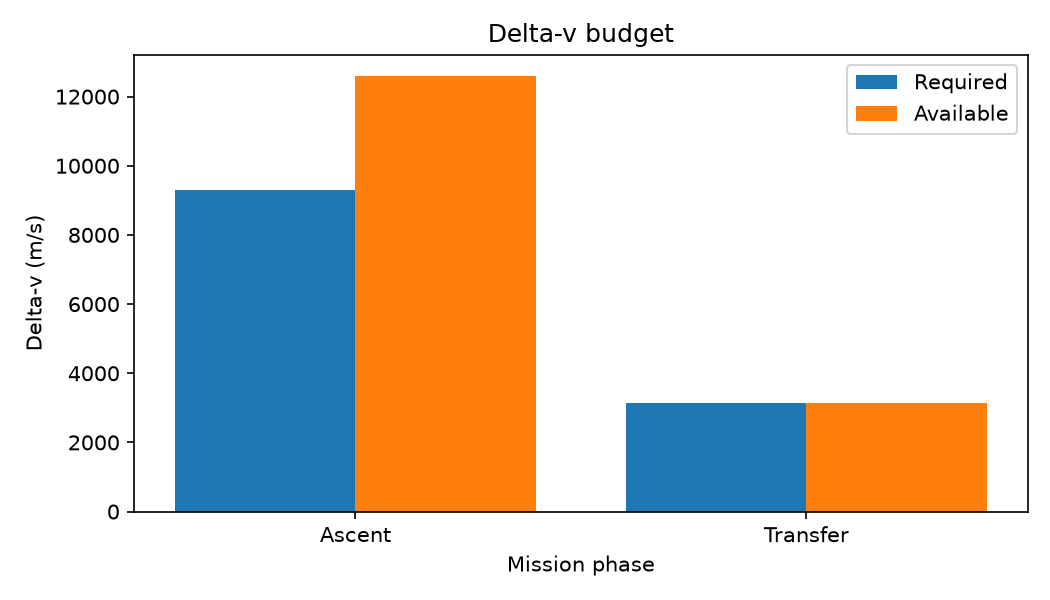 Delta-v budget
Required
Available
Delta-v (m/s)
12000
10000
8000
6000
4000
2000
0
Ascent
Transfer
Mission phase